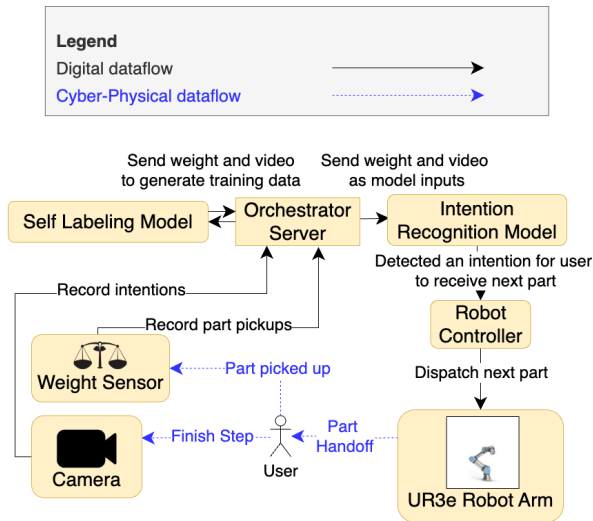 Legend
Digital dataflow
Cyber-Physical dataflow
Send weight and video
to generate training data
Send weight and video
as model inputs
Self Labeling Model
Orchestrator
Server
Intention
Recognition Model
Detected an intention for user
to receive next part
Record intentions
Robot
Controller
Record part pickups
Weight Sensor
Part picked up
Dispatch next part
Finish Step
Part
Handoff
Camera
User
UR3e Robot Arm